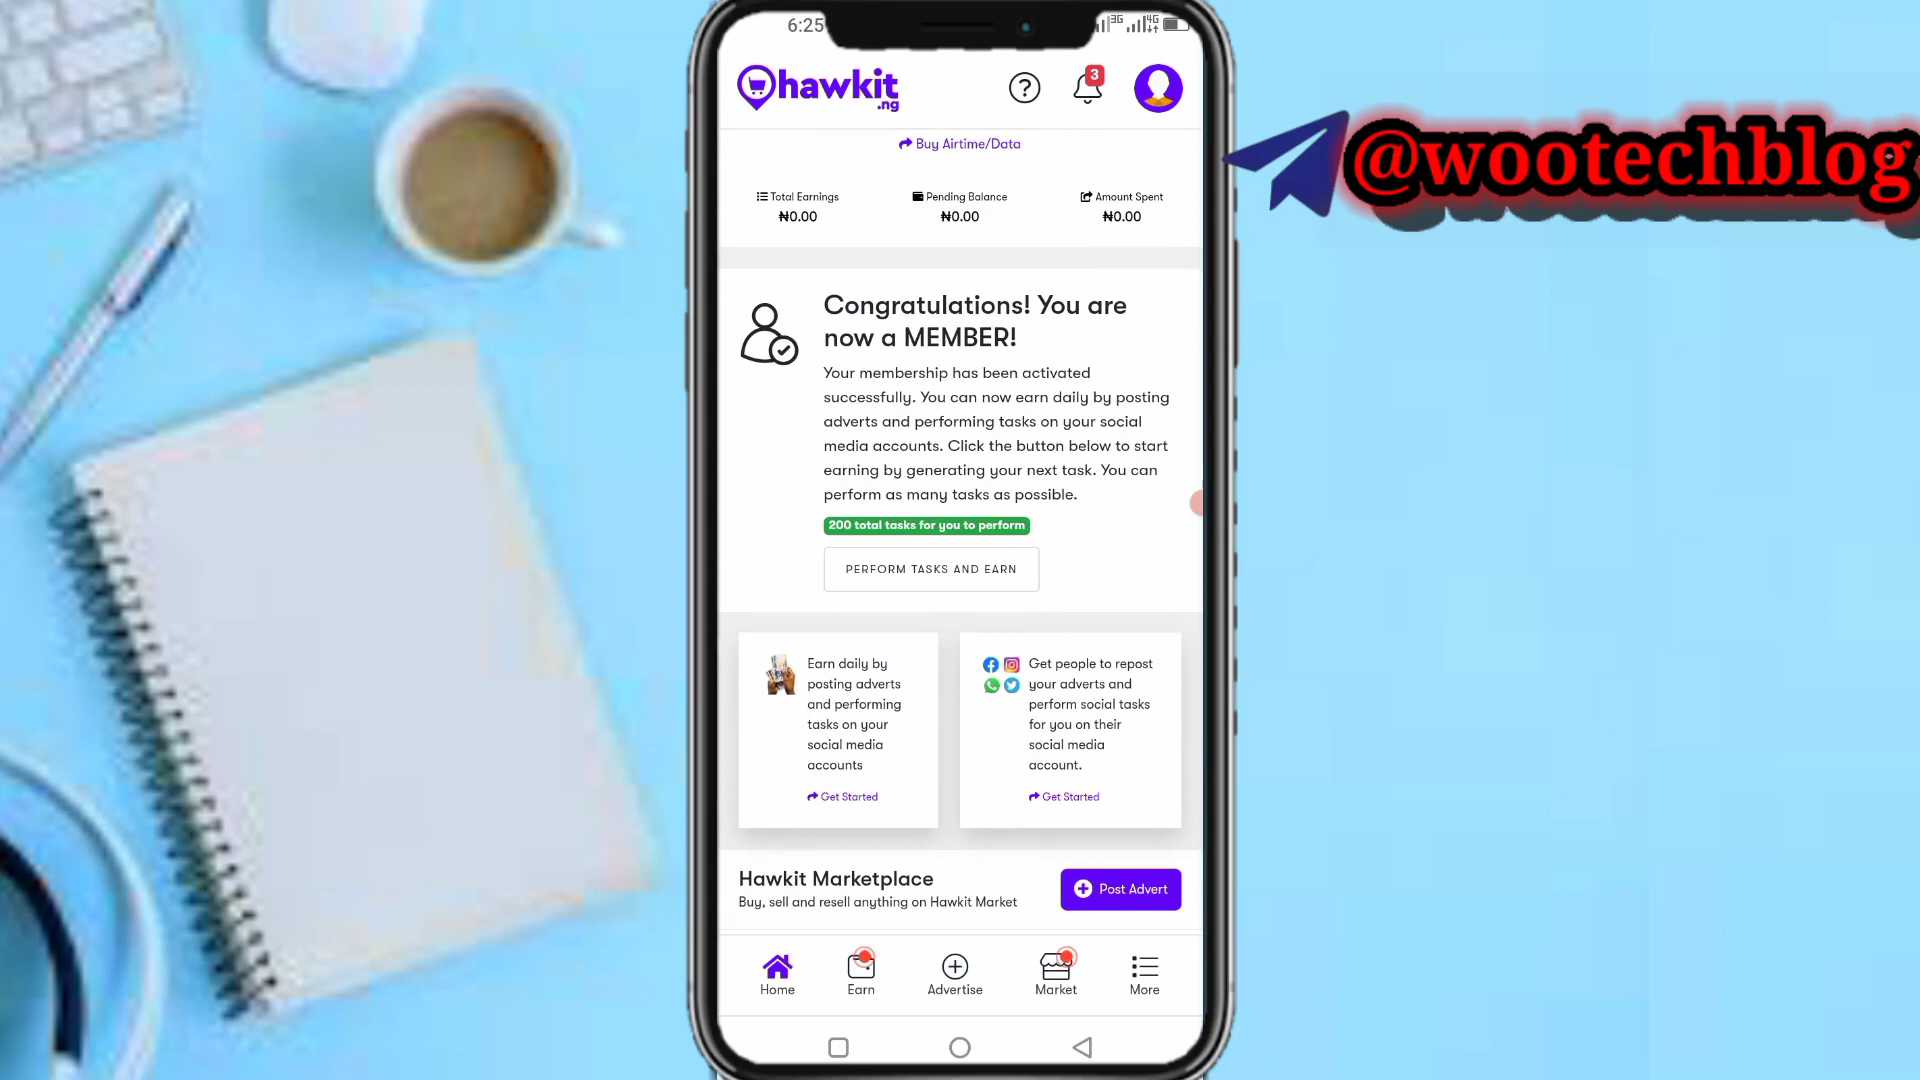 6:25
3G
4G
hawkit
.ng
3
Buy Airtime/Data
Total Earnings
₦0.00
Pending Balance
₦0.00
Amount Spent
₦0.00
Congratulations! You are
now a MEMBER!
Your membership has been activated
successfully. You can now earn daily by posting
adverts and performing tasks on your social
media accounts. Click the button below to start
earning by generating your next task. You can
perform as many tasks as possible.
200 total tasks for you to perform
PERFORM TASKS AND EARN
Earn daily by
posting adverts
and performing
tasks on your
social media
accounts
Get Started
Get people to repost
your adverts and
perform social tasks
for you on their
social media
account.
Get Started
Hawkit Marketplace
Buy, sell and resell anything on Hawkit Market
Post Advert
Home
Earn
Advertise
Market
More
@wootechblog